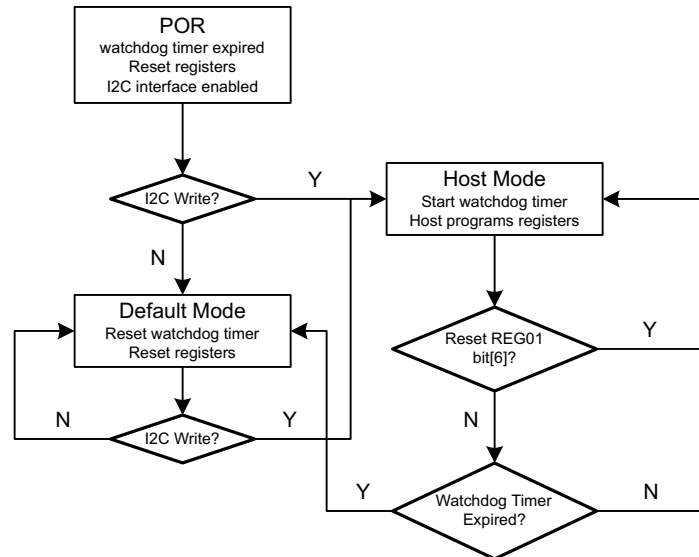 POR
watchdog timer expired
Reset registers
I2C interface enabled
I2C Write?
Y
N
Host Mode
Start watchdog timer
Host programs registers
Default Mode
Reset watchdog timer
Reset registers
Reset REG01
bit[6]?
Y
N
I2C Write?
N
Y
Watchdog Timer
Expired?
Y
N